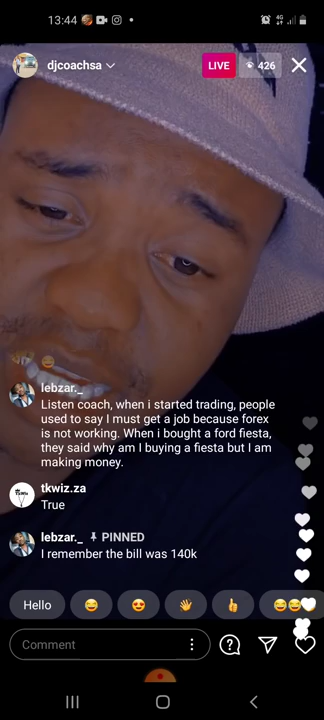 13:44
4G
djcoachsa
LIVE
426
lebzar._
Listen coach, when i started trading, people
used to say I must get a job because forex
is not working. When i bought a ford fiesta,
they said why am I buying a fiesta but I am
making money.
tkwiz.za
True
lebzar._ PINNED
I remember the bill was 140k
Hello
Comment